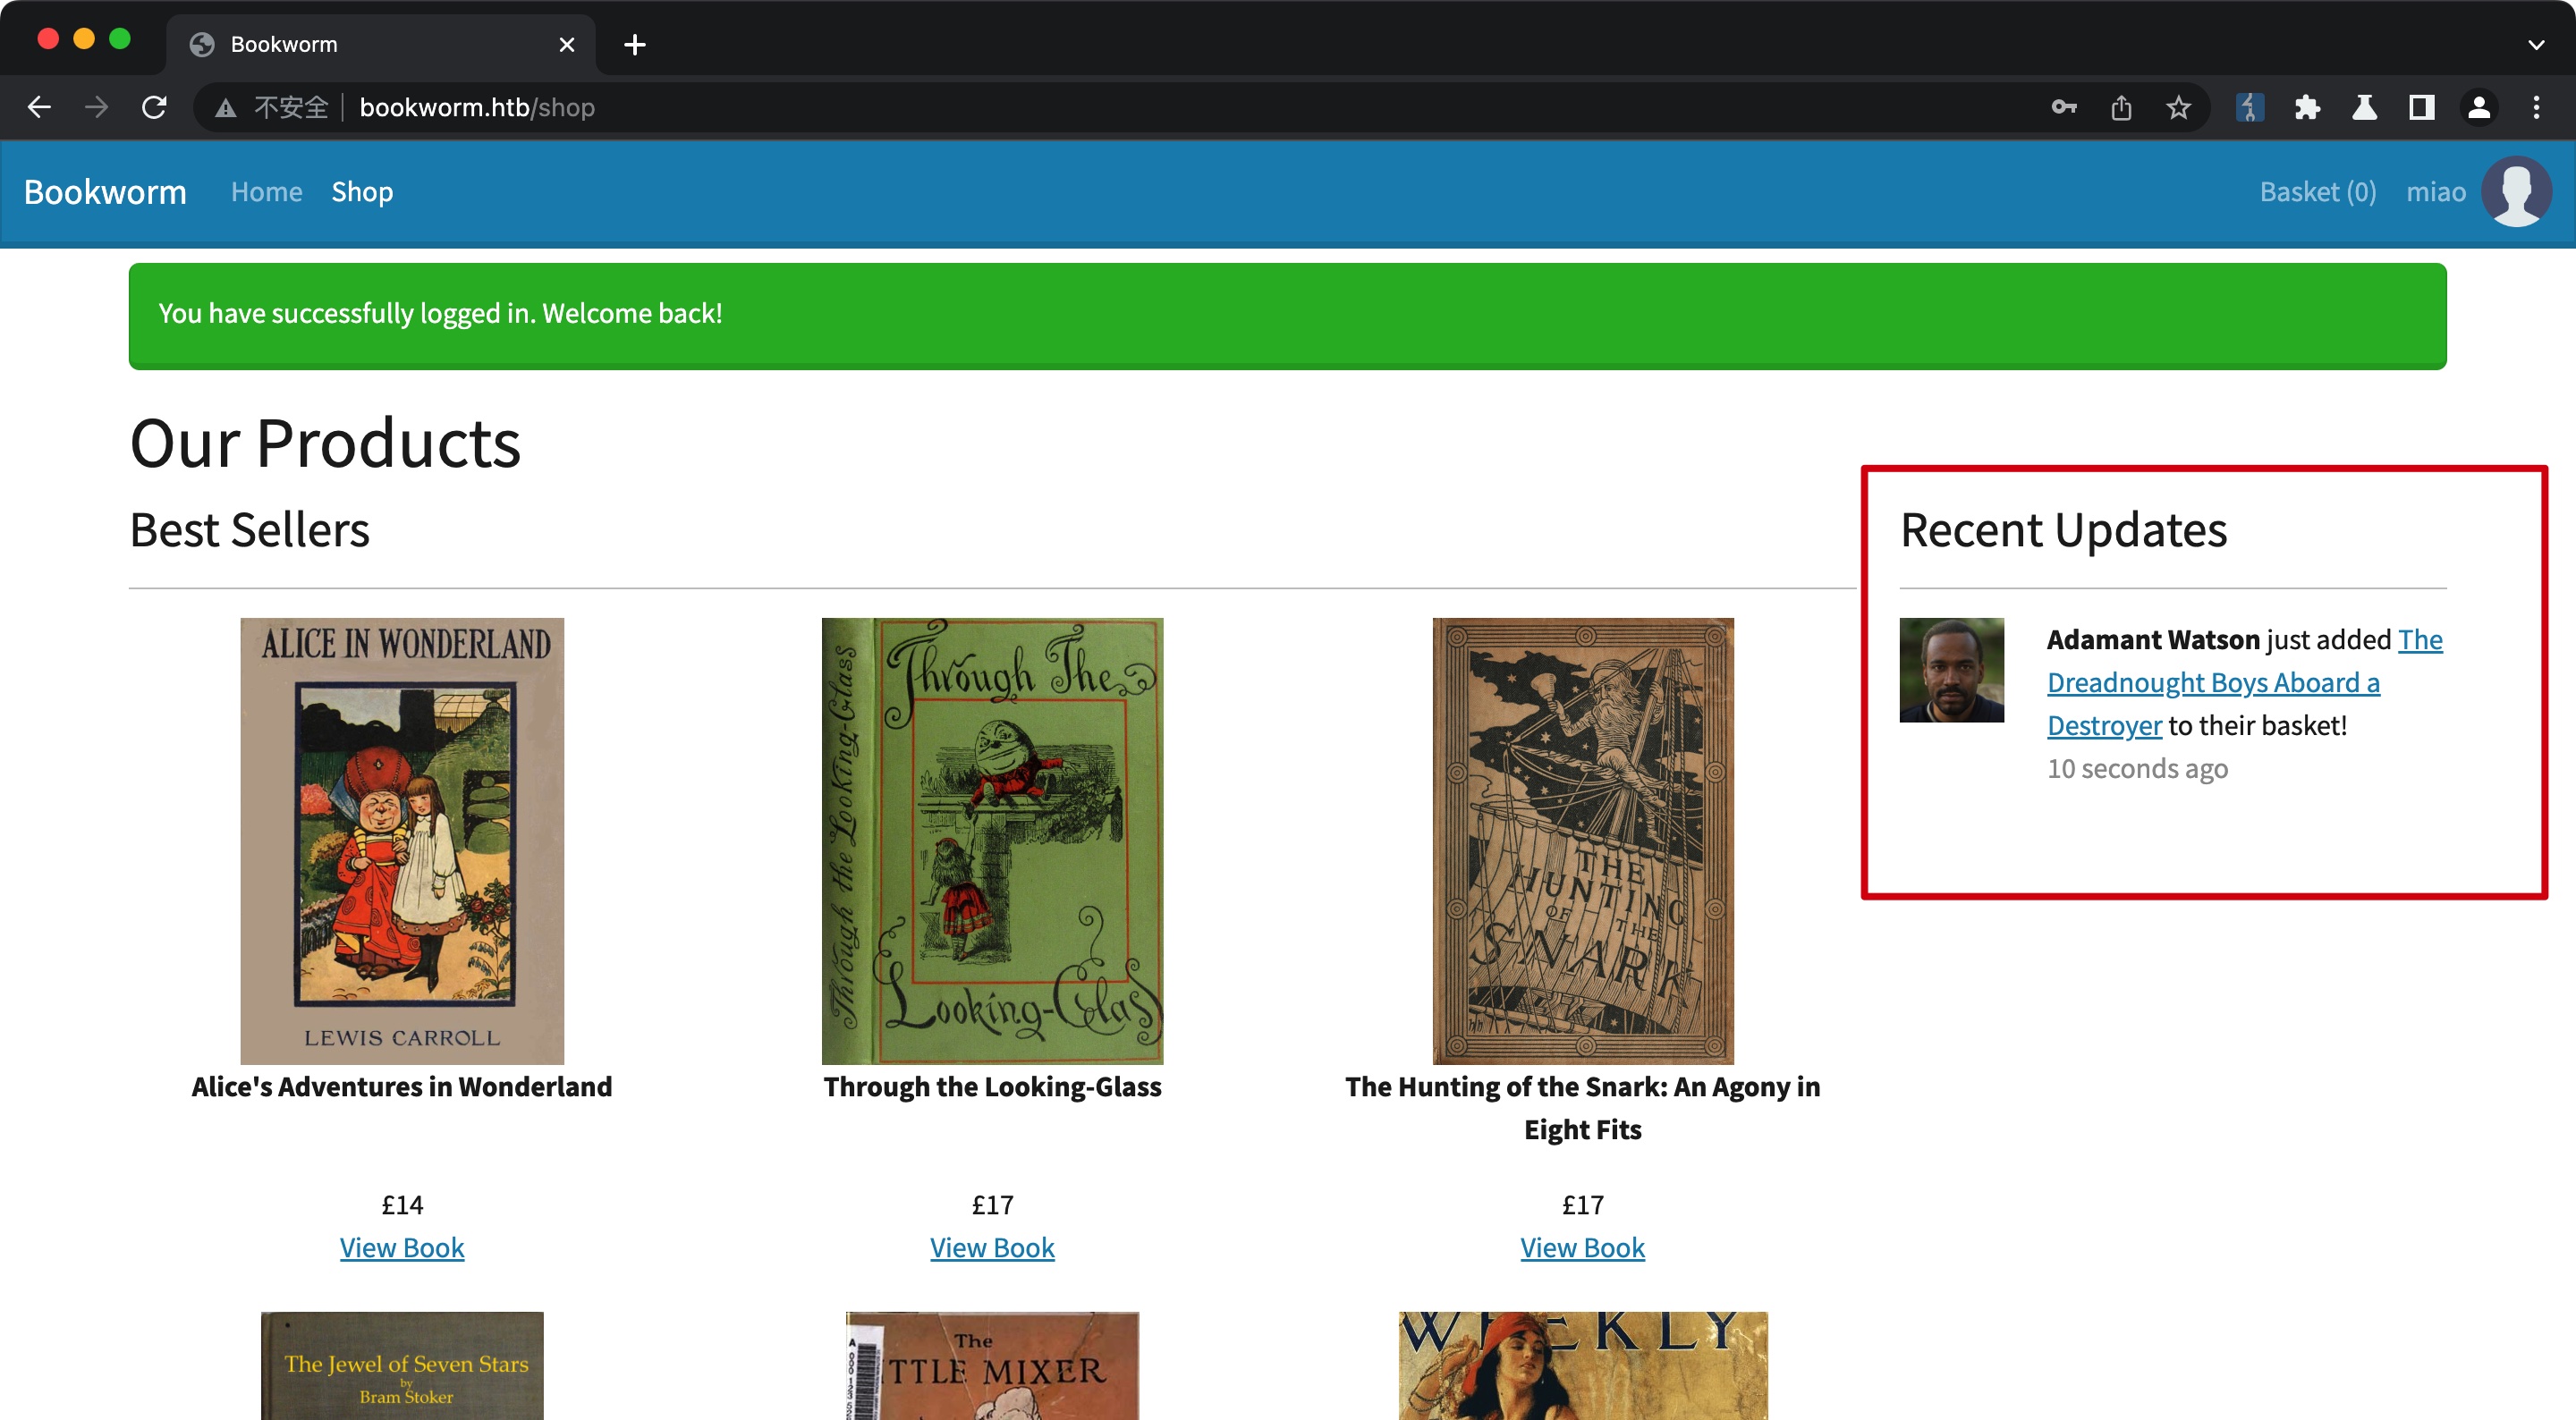 Bookworm
不安全 bookworm.htb/shop
Bookworm Home Shop Basket (0) miao
You have successfully logged in. Welcome back!
Our Products
Best Sellers
Recent Updates
Adamant Watson just added The
Dreadnought Boys Aboard a
Destroyer to their basket!
10 seconds ago
ALICE IN WONDERLAND
LEWIS CARROLL
Through the Looking-Glass
Through The
Looking-Glass
THE
HUNTING
OF THE
SNARK
Alice's Adventures in Wonderland
Through the Looking-Glass
The Hunting of the Snark: An Agony in
Eight Fits
£14
£17
£17
View Book
View Book
View Book
The Jewel of Seven Stars
by
Bram Stoker
The
ITTLE MIXER
WEEKLY